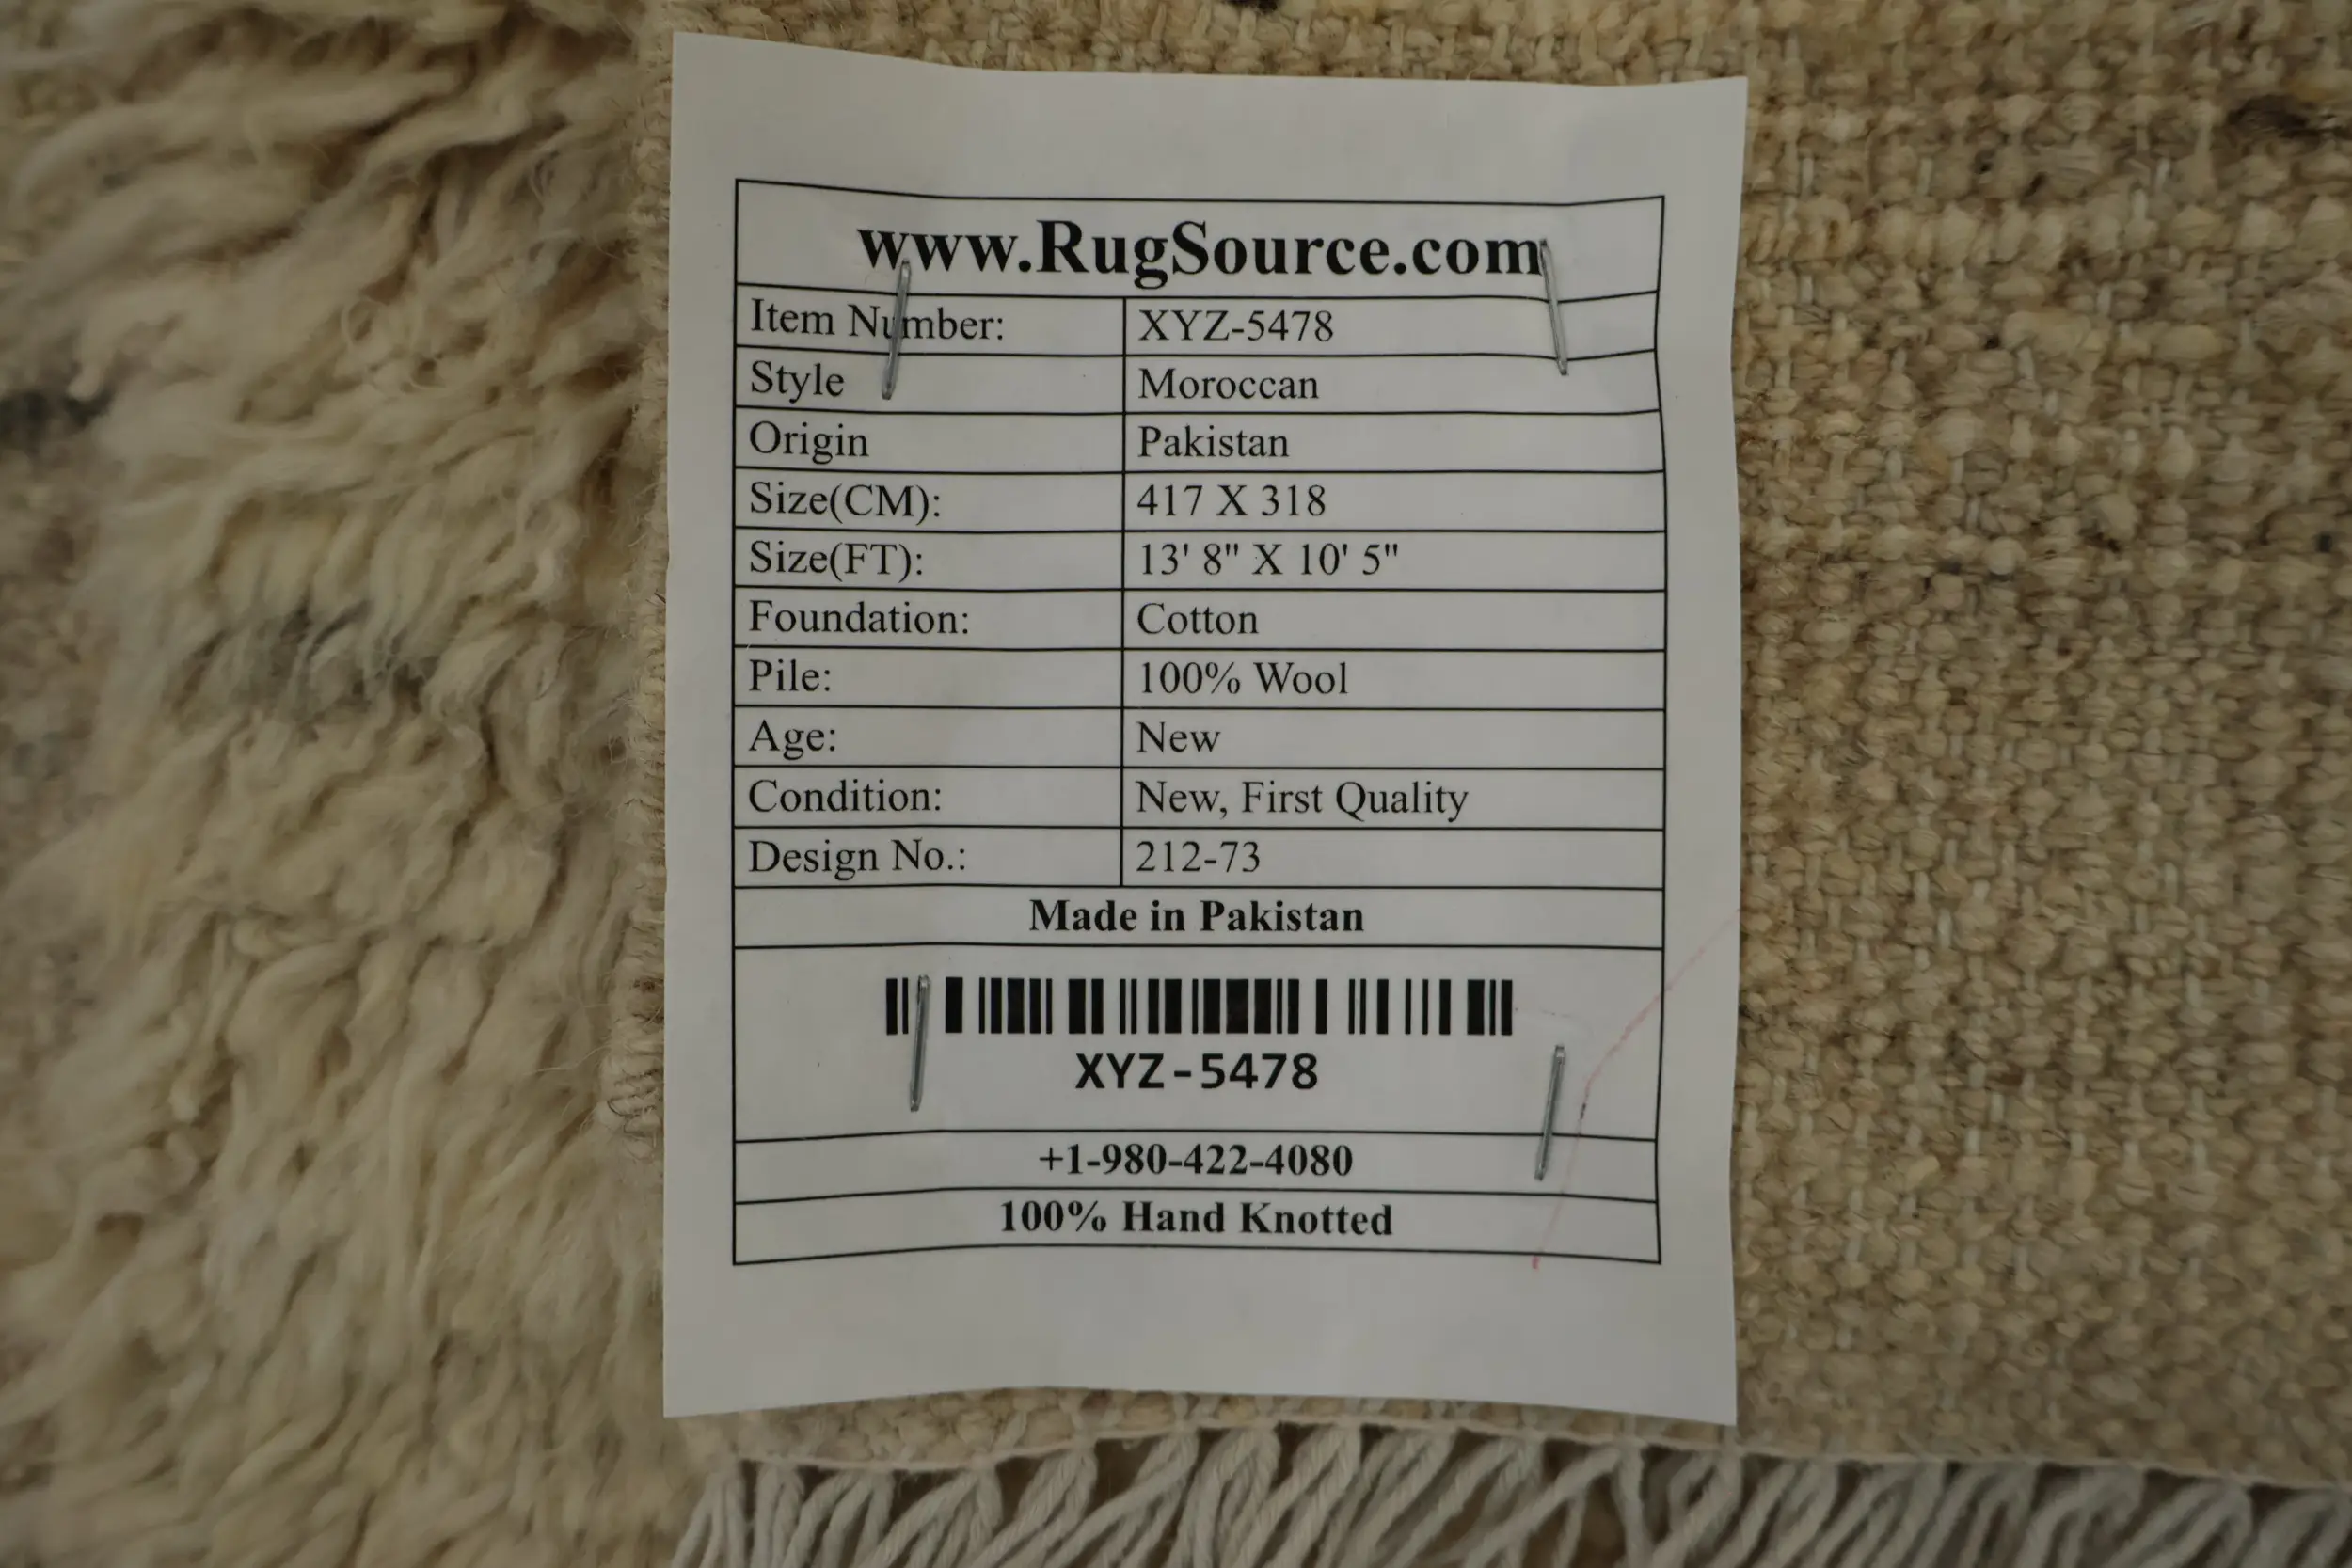 www.RugSource.com
Item Number: XYZ-5478
Style Moroccan
Origin Pakistan
Size(CM): 417 X 318
Size(FT): 13' 8" X 10' 5"
Foundation: Cotton
Pile: 100% Wool
Age: New
Condition: New, First Quality
Design No.: 212-73
Made in Pakistan
XYZ-5478
+1-980-422-4080
100% Hand Knotted